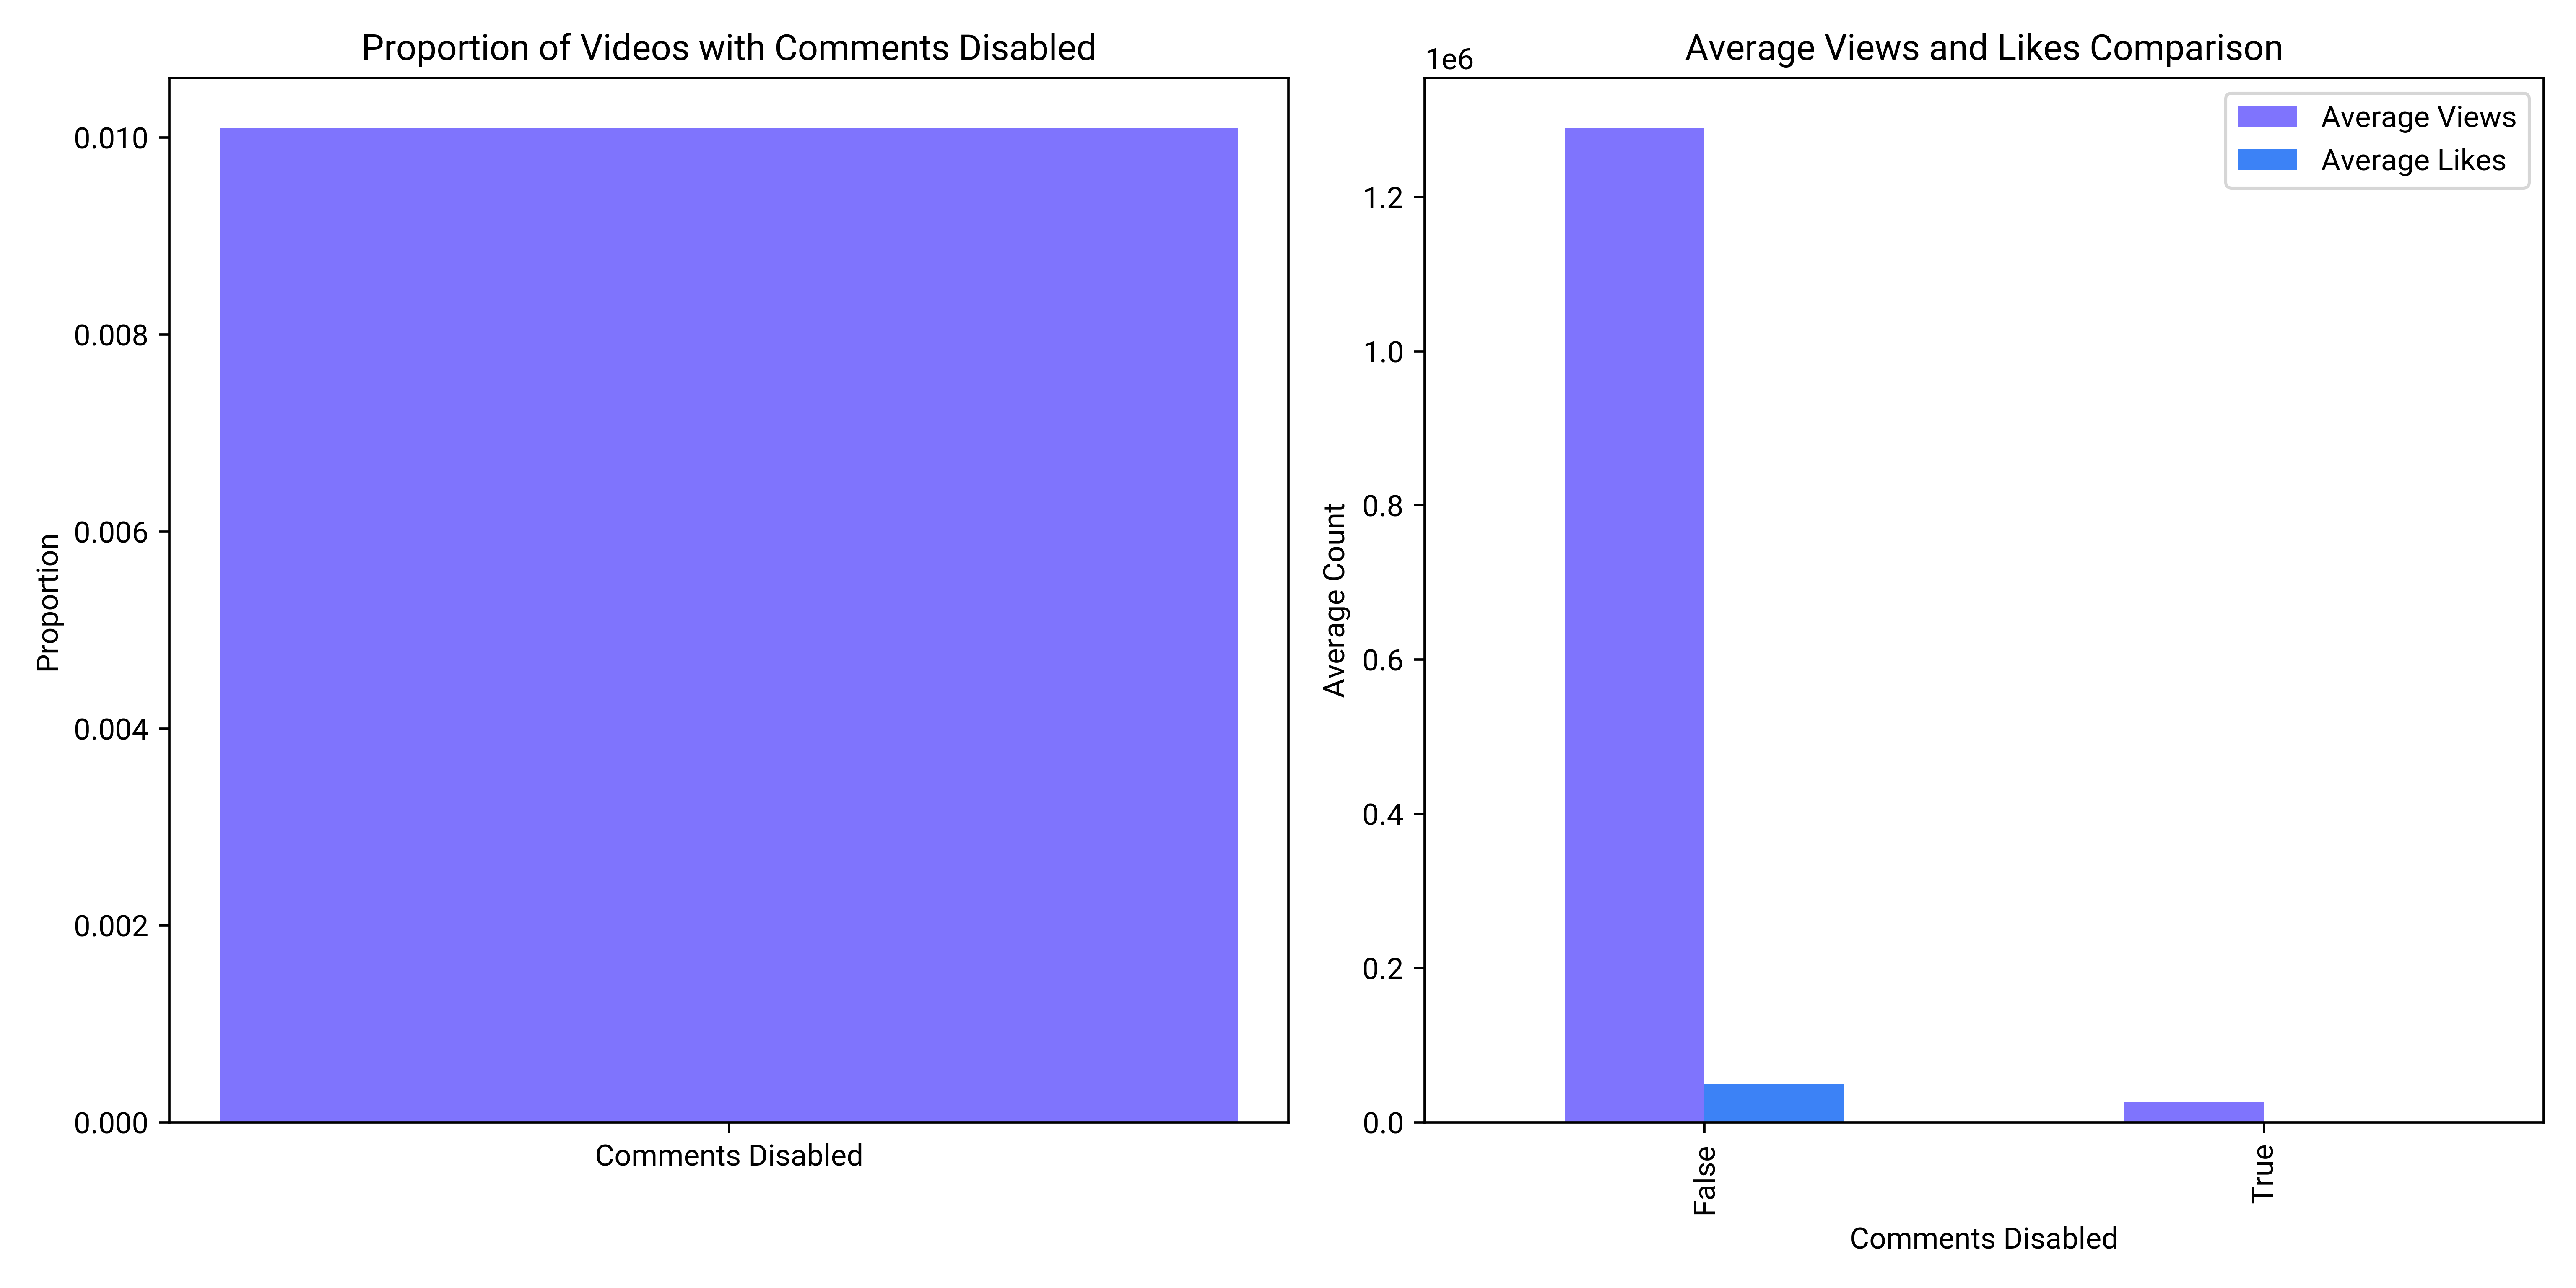 Proportion of Videos with Comments Disabled
Proportion
0.010
0.008
0.006
0.004
0.002
0.000
Comments Disabled
Average Views and Likes Comparison
1e6
Average Count
1.2
1.0
0.8
0.6
0.4
0.2
0.0
Average Views
Average Likes
False
True
Comments Disabled